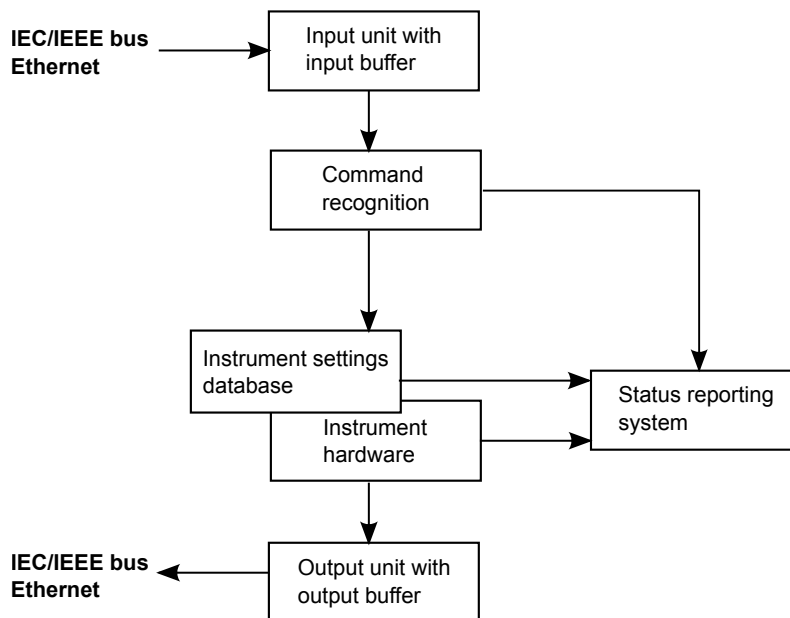 IEC/IEEE bus
Ethernet
Input unit with
input buffer
Command
recognition
Instrument settings
database
Status reporting
system
Instrument
hardware
IEC/IEEE bus
Ethernet
Output unit with
output buffer